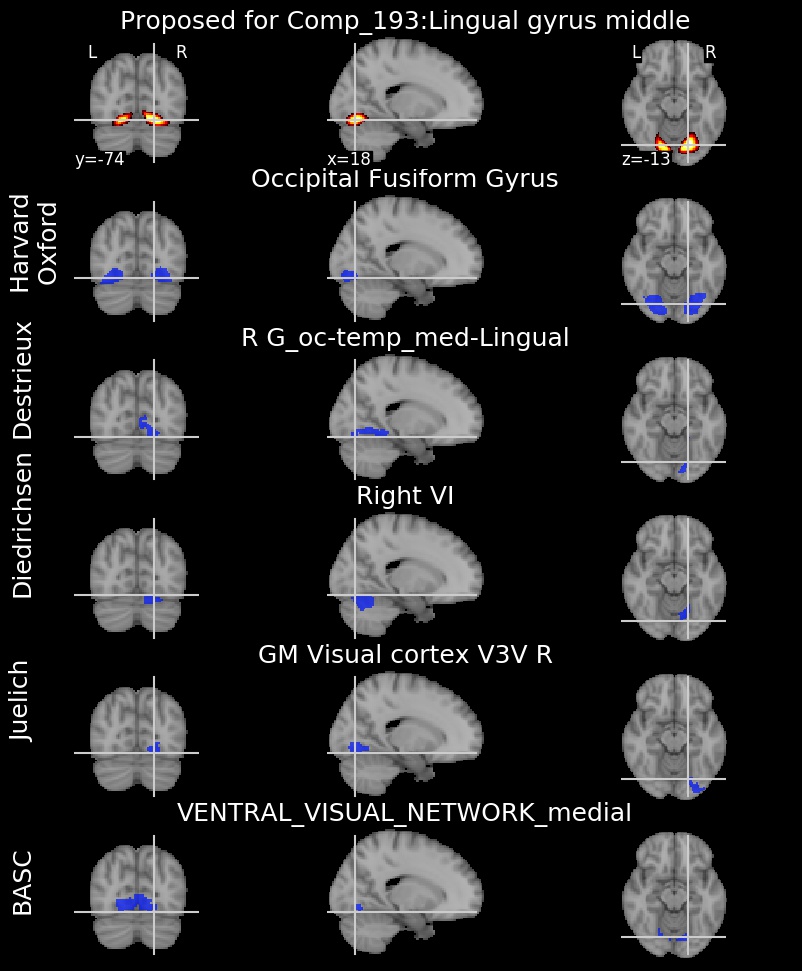 Proposed for Comp_193:Lingual gyrus middle
L R
L R
y=-74
x=18
z=-13
Occipital Fusiform Gyrus
Harvard
Oxford
R G_oc-temp_med-Lingual
Destrieux
Right VI
Diedrichsen
GM Visual cortex V3V R
Juelich
VENTRAL_VISUAL_NETWORK_medial
BASC